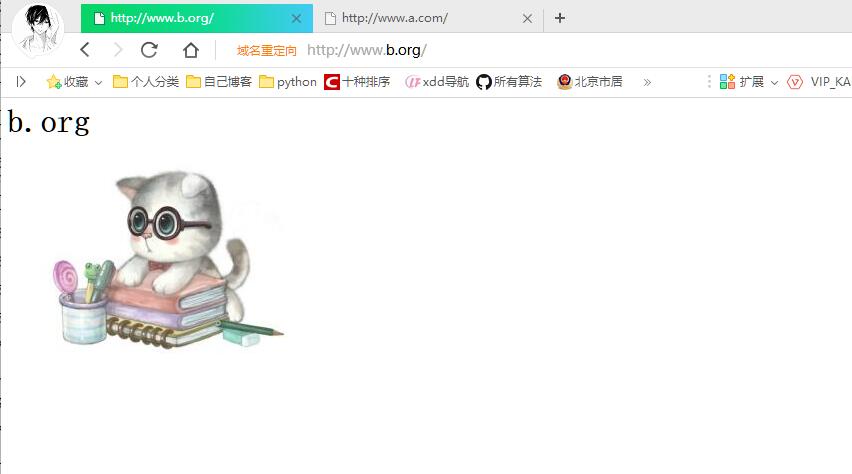 http://www.b.org/ http://www.a.com/
域名重定向 http://www.b.org/
收藏 个人分类 自己博客 python 十种排序 xdd导航 所有算法 北京市居 » 扩展 VIP_KA
b.org